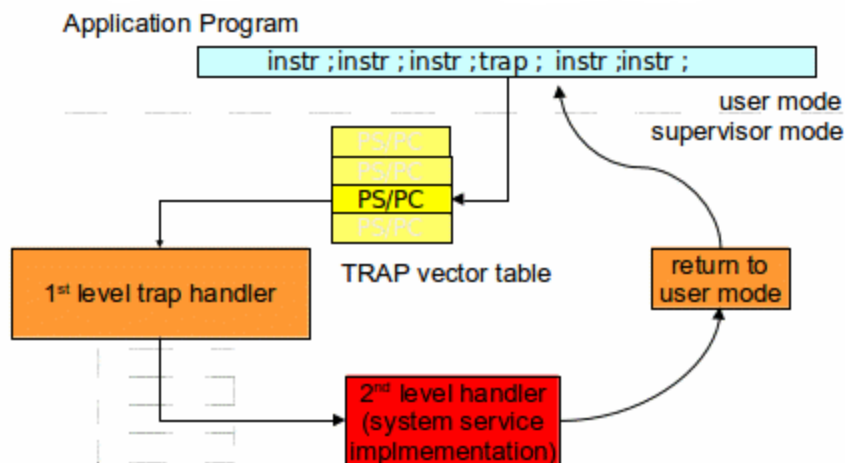 Application Program
instr ;instr ; instr ;trap ; instr ;instr ;
user mode
supervisor mode
PS/PC
PS/PC
PS/PC
PS/PC
TRAP vector table
1st level trap handler
return to
user mode
2nd level handler
(system service
implmementation)